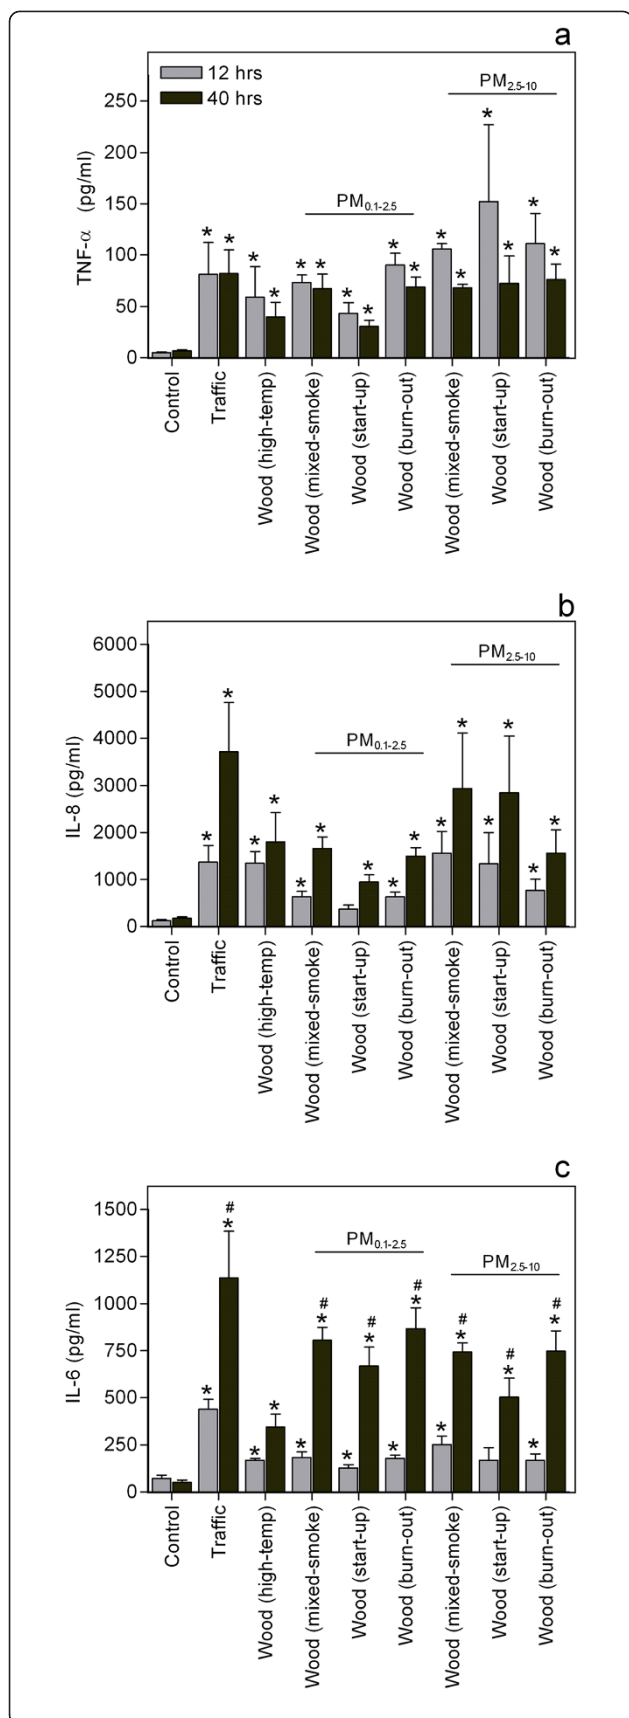 a
12 hrs
40 hrs
PM2.5-10
PM0.1-2.5
TNF-α (pg/ml)
250
200
150
100
50
0
* * * * * * * * * * * * * * * *
Control
Traffic
Wood (high-temp)
Wood (mixed-smoke)
Wood (start-up)
Wood (burn-out)
Wood (mixed-smoke)
Wood (start-up)
Wood (burn-out)
b
PM2.5-10
PM0.1-2.5
IL-8 (pg/ml)
6000
5000
4000
3000
2000
1000
0
* * * * * * * * * * * * * * *
Control
Traffic
Wood (high-temp)
Wood (mixed-smoke)
Wood (start-up)
Wood (burn-out)
Wood (mixed-smoke)
Wood (start-up)
Wood (burn-out)
c
PM0.1-2.5
PM2.5-10
IL-6 (pg/ml)
1500
1250
1000
750
500
250
0
# # # # # # #
* * * * * * * * * * * * * * *
Control
Traffic
Wood (high-temp)
Wood (mixed-smoke)
Wood (start-up)
Wood (burn-out)
Wood (mixed-smoke)
Wood (start-up)
Wood (burn-out)